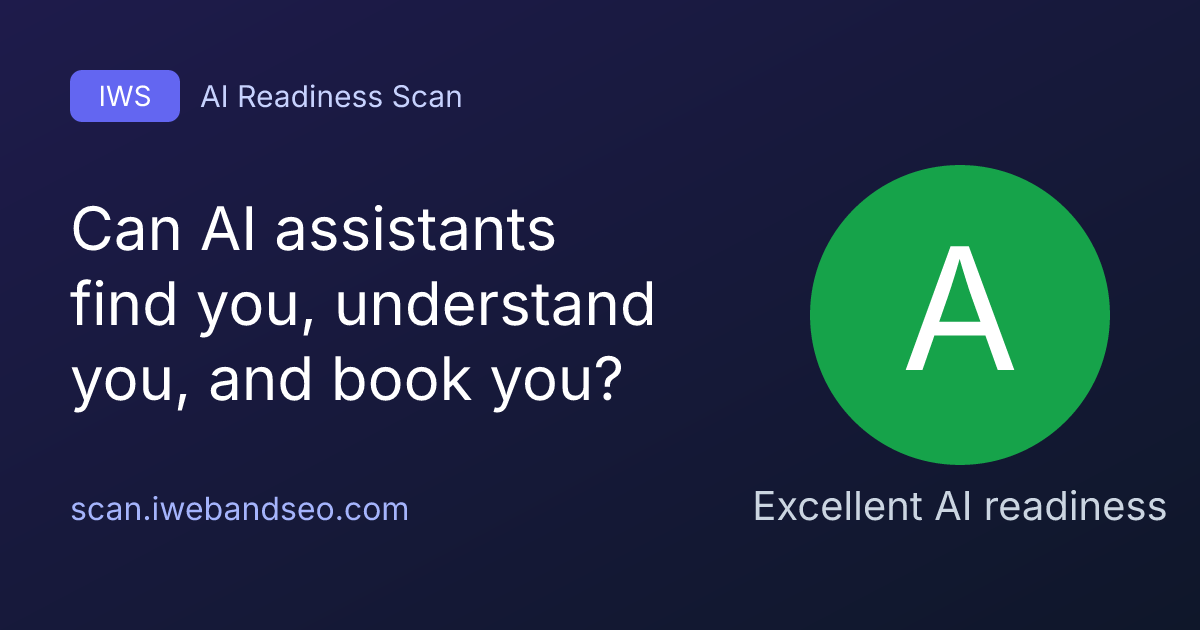 IWS
AI Readiness Scan
Can AI assistants
find you, understand
you, and book you?
scan.iwebandseo.com
A
Excellent AI readiness